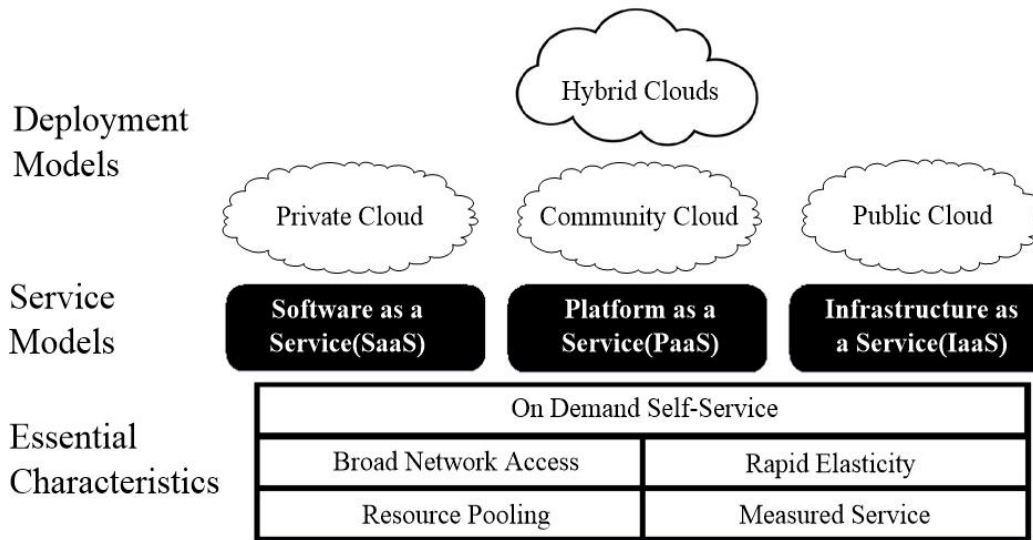 Hybrid Clouds
Deployment
Models
Private Cloud
Community Cloud
Public Cloud
Service
Models
Software as a
Service(SaaS)
Platform as a
Service(PaaS)
Infrastructure as
a Service(IaaS)
Essential
Characteristics
On Demand Self-Service
Broad Network Access
Rapid Elasticity
Resource Pooling
Measured Service